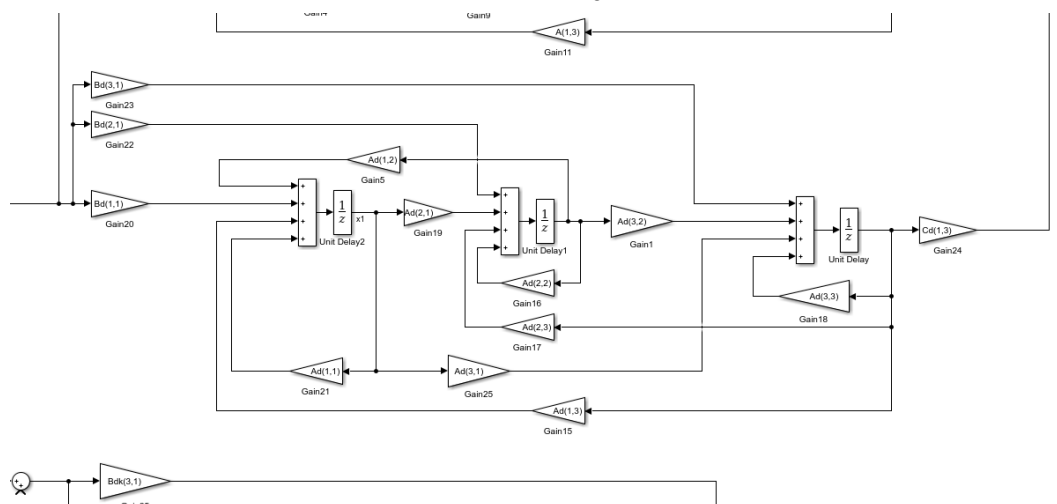 Gain4
Gain9
A(1,3)
Gain11
Bd(3,1)
Gain23
Bd(2,1)
Gain22
Ad(1,2)
Gain5
Bd(1,1)
Gain20
+
+
+
+
1
z
x1
Unit Delay2
Ad(2,1)
Gain19
+
+
+
+
1
z
Unit Delay1
Ad(3,2)
Gain1
+
+
+
+
1
z
Unit Delay
Cd(1,3)
Gain24
Ad(2,2)
Gain16
Ad(3,3)
Gain18
Ad(2,3)
Gain17
Ad(1,1)
Gain21
Ad(3,1)
Gain25
Ad(1,3)
Gain15
+
+
Bdk(3,1)